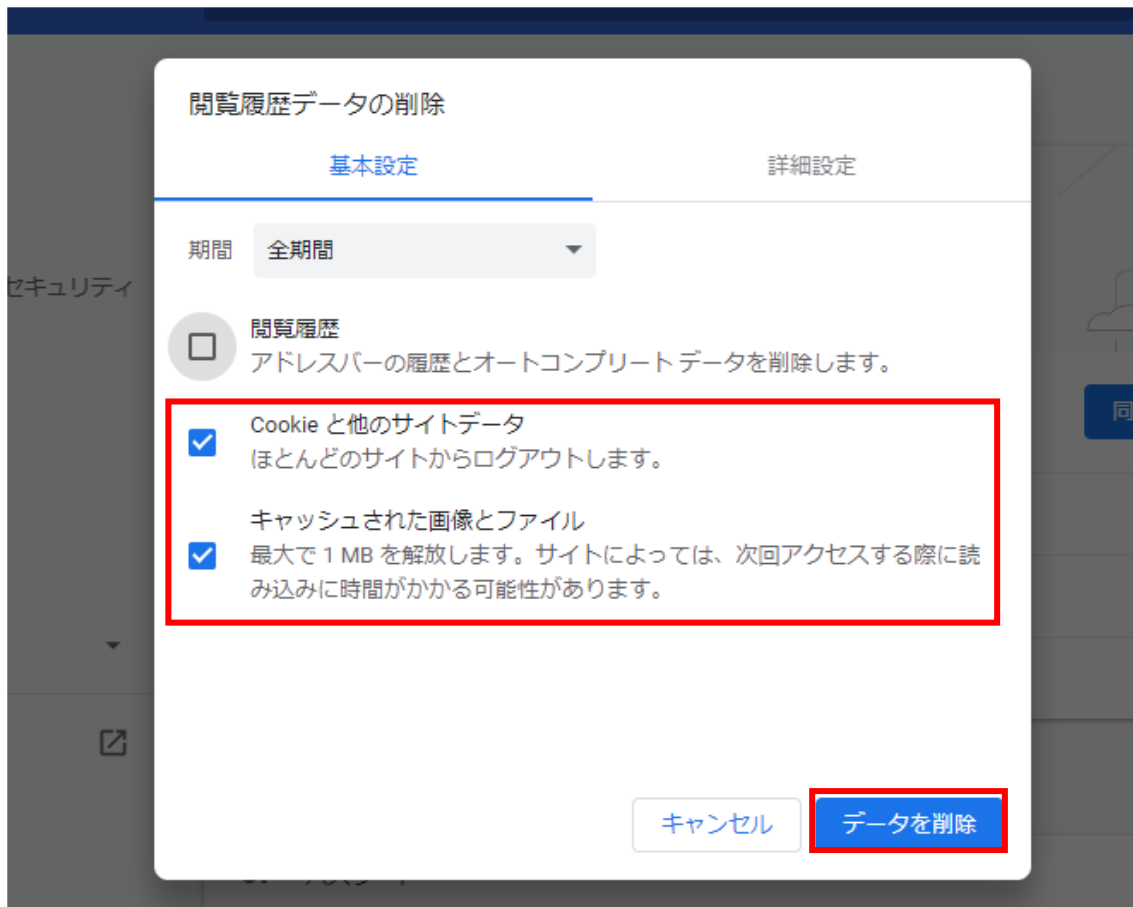 閲覧履歴データの削除
基本設定
詳細設定
期間
全期間
セキュリティ
閲覧履歴
アドレスバーの履歴とオートコンプリート データを削除します。
Cookie と他のサイトデータ
ほとんどのサイトからログアウトします。
同
キャッシュされた画像とファイル
最大で 1 MB を解放します。サイトによっては、次回アクセスする際に読
み込みに時間がかかる可能性があります。
キャンセル
データを削除